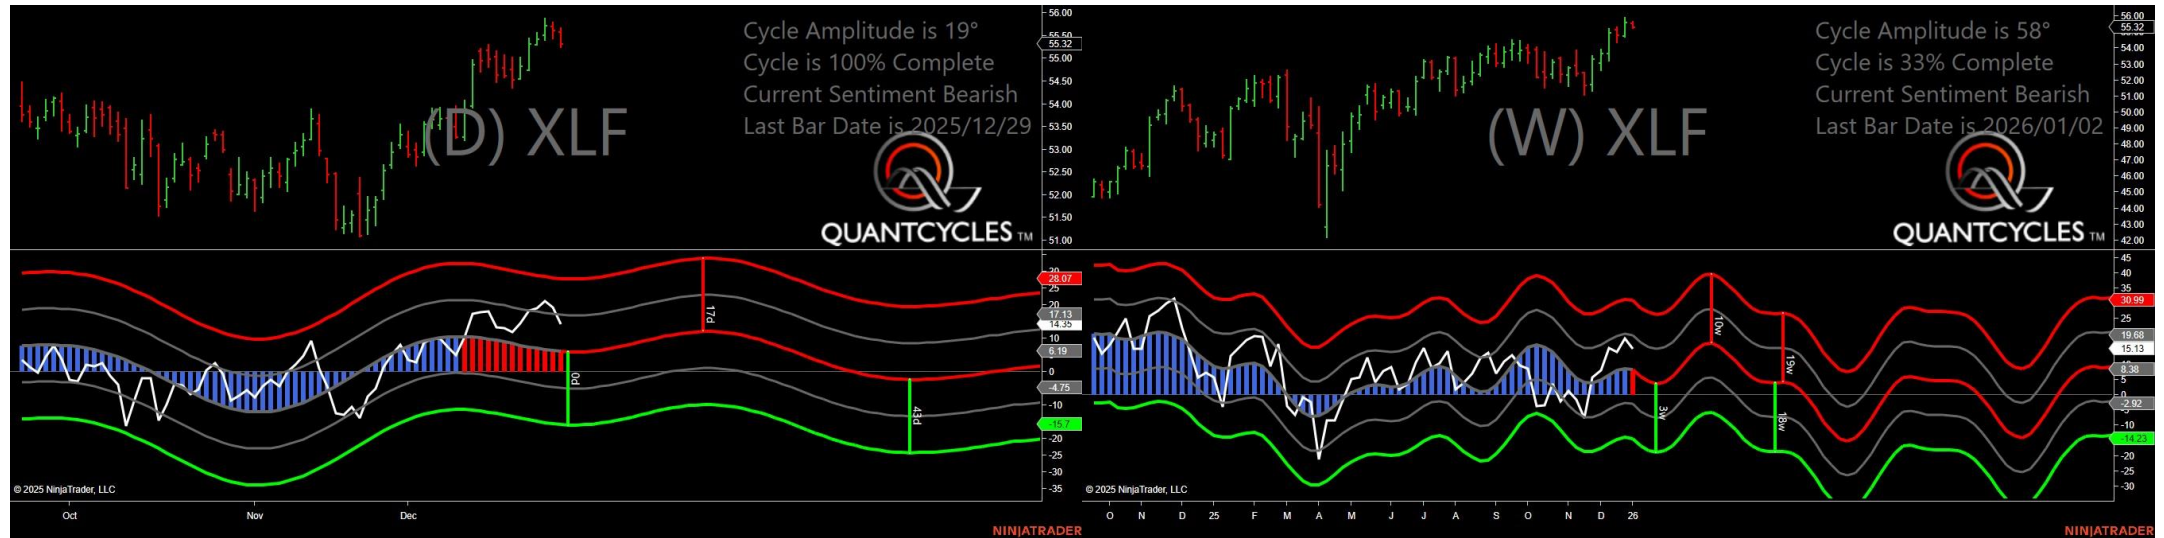 Cycle Amplitude is 19°
Cycle is 100% Complete
Current Sentiment Bearish
Last Bar Date is 2025/12/29
(D) XLF
QUANTCYCLES TM
56.00
55.50
55.32
55.00
54.50
54.00
53.50
53.00
52.50
52.00
51.50
51.00
28.07
25
20
17.13
14.35
6.19
0
-4.75
-10
-15.7
-20
-25
-30
-35
17d
0d
43d
© 2025 NinjaTrader, LLC
Oct Nov Dec
NINJATRADER
Cycle Amplitude is 58°
Cycle is 33% Complete
Current Sentiment Bearish
Last Bar Date is 2026/01/02
(W) XLF
QUANTCYCLES TM
56.00
55.32
54.00
53.00
52.00
51.00
50.00
49.00
48.00
47.00
46.00
45.00
44.00
43.00
42.00
45
40
35
30.99
25
19.68
15.13
8.38
5
0
-2.92
-14.23
-20
-25
-30
10w
19w
3w
18w
© 2025 NinjaTrader, LLC
O N D 25 F M A M J J A S O N D 26
NINJATRADER